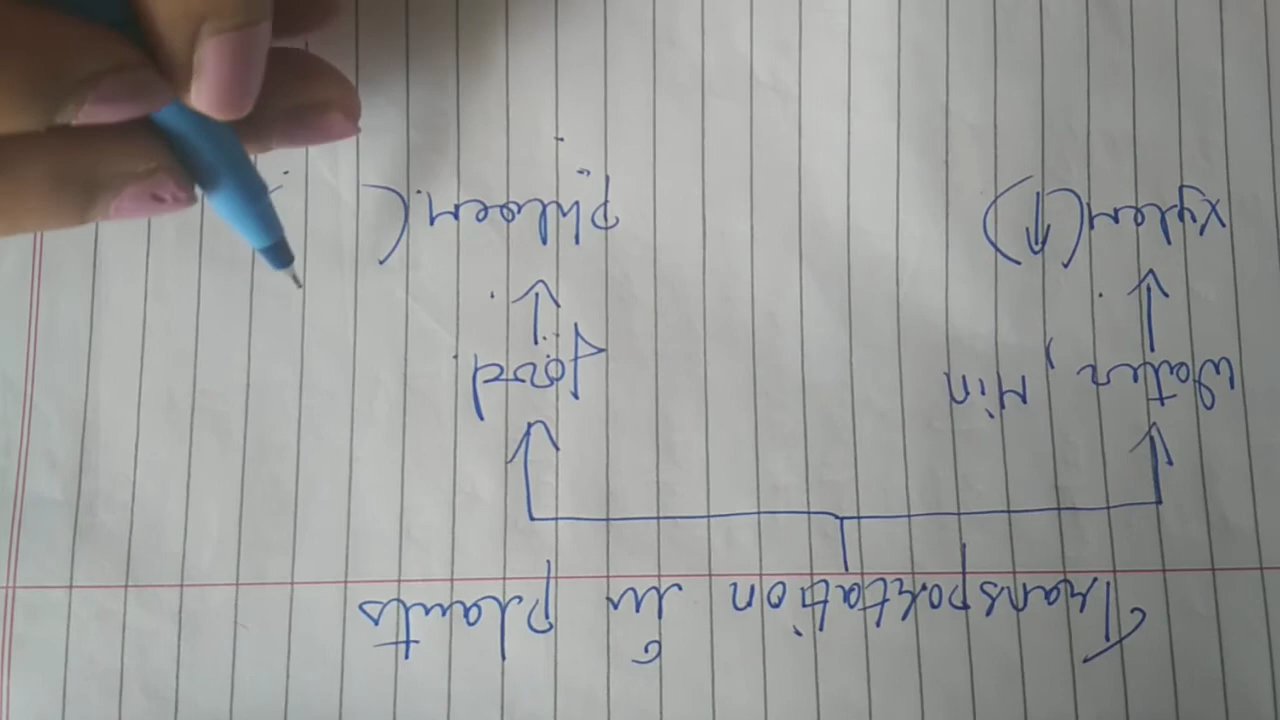 Transportation in plants
Water, Min
food
Xylem (↑)
Phloem (